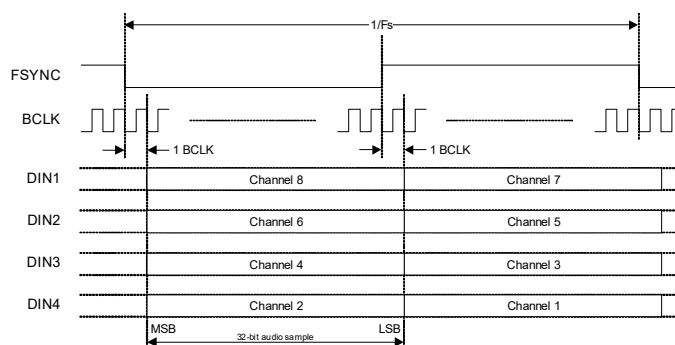 1/Fs
FSYNC
BCLK
1 BCLK 1 BCLK
DIN1 Channel 8 Channel 7
DIN2 Channel 6 Channel 5
DIN3 Channel 4 Channel 3
DIN4 Channel 2 Channel 1
MSB LSB
32-bit audio sample